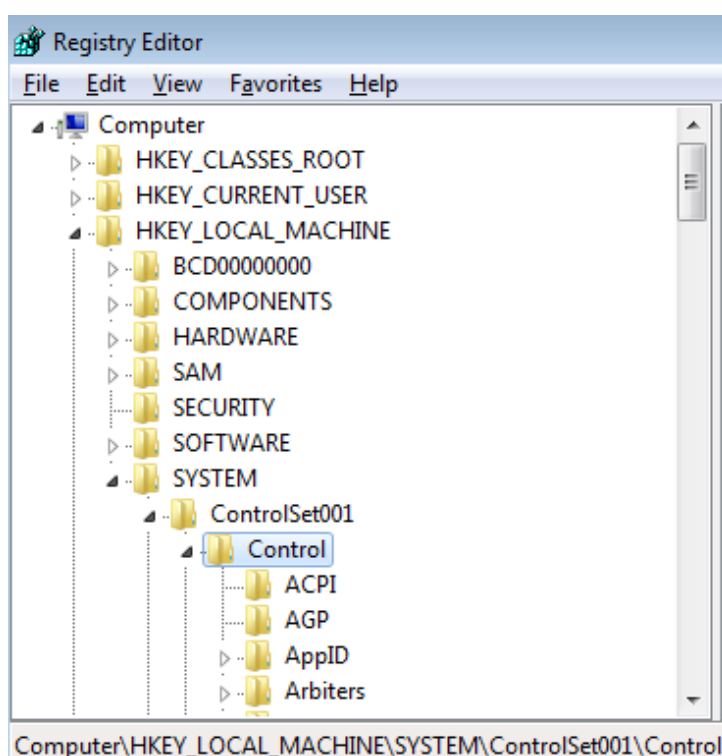 Registry Editor
File Edit View Favorites Help
Computer
HKEY_CLASSES_ROOT
HKEY_CURRENT_USER
HKEY_LOCAL_MACHINE
BCD00000000
COMPONENTS
HARDWARE
SAM
SECURITY
SOFTWARE
SYSTEM
ControlSet001
Control
ACPI
AGP
AppID
Arbiters
Computer\HKEY_LOCAL_MACHINE\SYSTEM\ControlSet001\Control